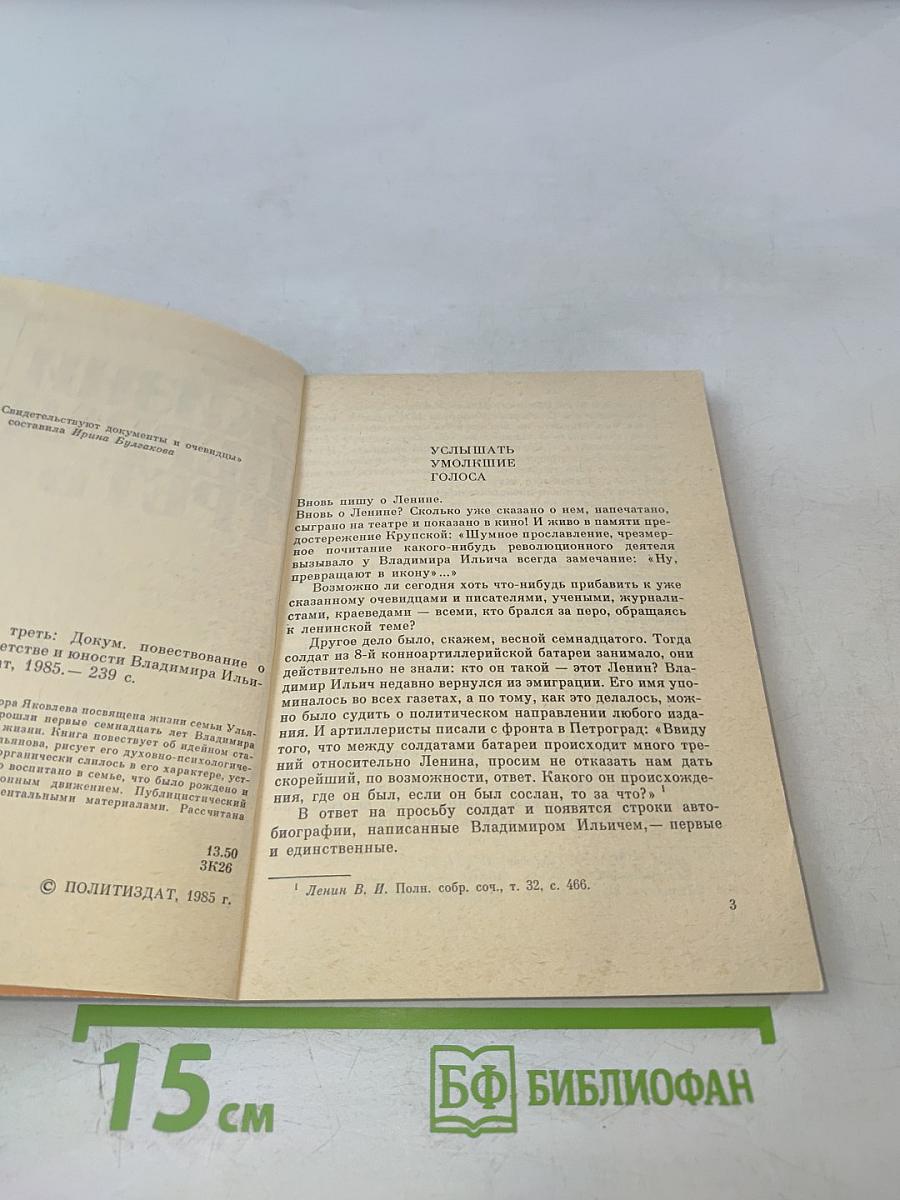 Свидетельствуют документы и очевидцы»
составила Ирина Булгакова
треть: Докум. повествование о
етстве и юности Владимира Ильи-
ат, 1985.— 239 с.
ора Яковлева посвящена жизни семьи Улья-
рошли первые семнадцать лет Владимира
жизни. Книга повествует об идейном ста-
льянова, рисует его духовно-психологиче-
органически слилось в его характере, уст-
о воспитано в семье, что было рождено и
онным движением. Публицистический
ментальными материалами. Рассчитана
13.50
3К26
© ПОЛИТИЗДАТ, 1985 г.
УСЛЫШАТЬ
УМОЛКШИЕ
ГОЛОСА
Вновь пишу о Ленине.
Вновь о Ленине? Сколько уже сказано о нем, напечатано,
сыграно на театре и показано в кино! И живо в памяти пре-
достережение Крупской: «Шумное прославление, чрезмер-
ное почитание какого-нибудь революционного деятеля
вызывало у Владимира Ильича всегда замечание: «Ну,
превращают в икону»...»
Возможно ли сегодня хоть что-нибудь прибавить к уже
сказанному очевидцами и писателями, учеными, журнали-
стами, краеведами — всеми, кто брался за перо, обращаясь
к ленинской теме?
Другое дело было, скажем, весной семнадцатого. Тогда
солдат из 8-й конноартиллерийской батареи занимало, они
действительно не знали: кто он такой — этот Ленин? Вла-
димир Ильич недавно вернулся из эмиграции. Его имя упо-
миналось во всех газетах, а по тому, как это делалось, мож-
но было судить о политическом направлении любого изда-
ния. И артиллеристы писали с фронта в Петроград: «Ввиду
того, что между солдатами батареи происходит много тре-
ний относительно Ленина, просим не отказать нам дать
скорейший, по возможности, ответ. Какого он происхожде-
ния, где он был, если он был сослан, то за что?» ¹
В ответ на просьбу солдат и появятся строки авто-
биографии, написанные Владимиром Ильичем,— первые
и единственные.
¹ Ленин В. И. Полн. собр. соч., т. 32, с. 466.
3
15 см
БФ БИБЛИОФАН